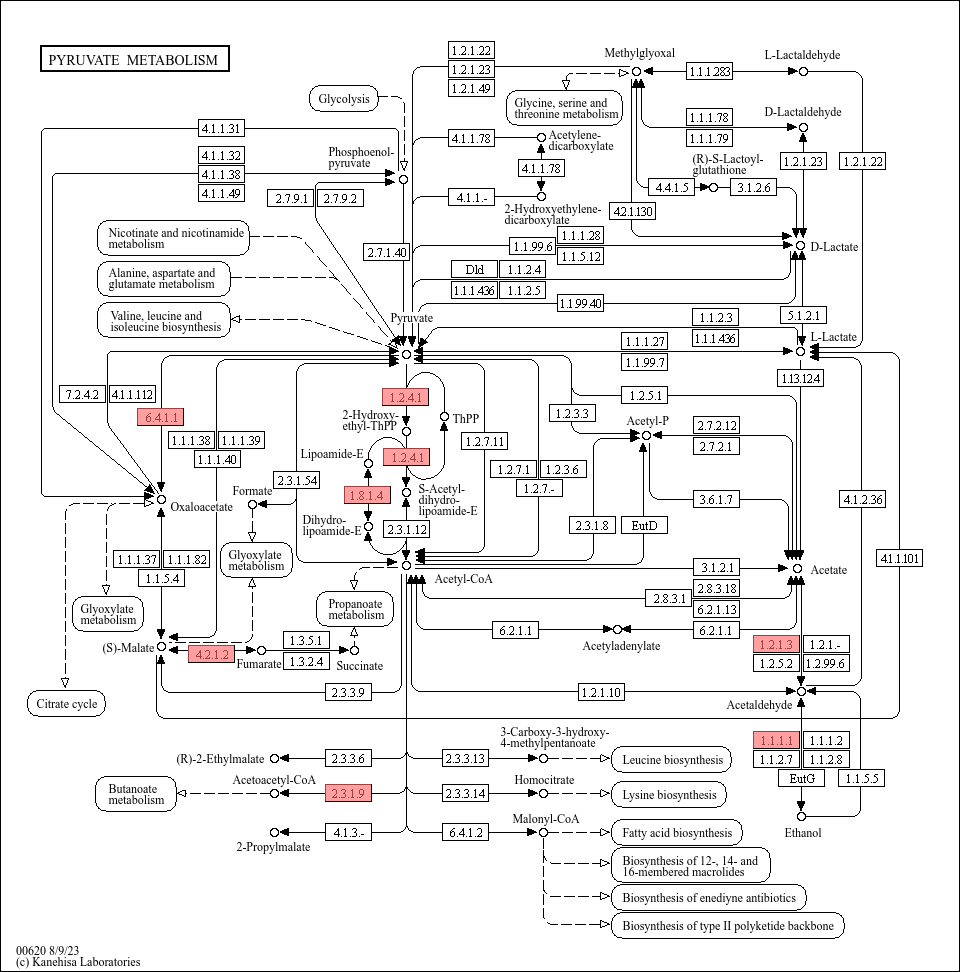 PYRUVATE METABOLISM
1.2.1.22
1.2.1.23
1.2.1.49
Methylglyoxal
1.1.1.283
L-Lactaldehyde
Glycolysis
Glycine, serine and
threonine metabolism
4.1.1.31
4.1.1.32
4.1.1.38
4.1.1.49
Phosphoenol-
pyruvate
4.1.1.78
Acetylene-
dicarboxylate
4.1.1.78
1.1.1.78
1.1.1.79
D-Lactaldehyde
(R)-S-Lactoyl-
glutathione
1.2.1.23
1.2.1.22
4.4.1.5
3.1.2.6
2.7.9.1
2.7.9.2
4.1.1.-
2-Hydroxyethylene-
dicarboxylate
4.2.1.130
Nicotinate and nicotinamide
metabolism
2.7.1.40
1.1.99.6
1.1.1.28
1.1.5.12
D-Lactate
Alanine, aspartate and
glutamate metabolism
Dld
1.1.2.4
1.1.1.436
1.1.2.5
1.1.99.40
Valine, leucine and
isoleucine biosynthesis
Pyruvate
1.1.2.3
1.1.1.436
5.1.2.1
L-Lactate
1.1.1.27
1.1.99.7
1.13.12.4
7.2.4.2
4.1.1.112
6.4.1.1
1.2.4.1
2-Hydroxy-
ethyl-ThPP
ThPP
1.2.5.1
1.2.3.3
Acetyl-P
2.7.2.12
2.7.2.1
1.1.1.38
1.1.1.39
1.1.1.40
Lipoamide-E
1.2.4.1
1.2.7.11
1.2.7.1
1.2.3.6
1.2.7.-
2.3.1.54
Formate
1.8.1.4
S-Acetyl-
dihydro-
lipoamide-E
Oxaloacetate
3.6.1.7
4.1.2.36
Dihydro-
lipoamide-E
2.3.1.12
2.3.1.8
EutD
1.1.1.37
1.1.1.82
1.1.5.4
Glyoxylate
metabolism
4.1.1.101
Acetyl-CoA
3.1.2.1
Acetate
Glyoxylate
metabolism
Propanoate
metabolism
2.8.3.1
2.8.3.18
6.2.1.13
6.2.1.1
Acetyladenylate
6.2.1.1
(S)-Malate
4.2.1.2
Fumarate
1.3.5.1
1.3.2.4
Succinate
1.2.1.3
1.2.1.-
1.2.5.2
1.2.99.6
Citrate cycle
2.3.3.9
1.2.1.10
Acetaldehyde
(R)-2-Ethylmalate
2.3.3.6
2.3.3.13
3-Carboxy-3-hydroxy-
4-methylpentanoate
Leucine biosynthesis
1.1.1.1
1.1.1.2
1.1.2.7
1.1.2.8
EutG
1.1.5.5
Butanoate
metabolism
Acetoacetyl-CoA
2.3.1.9
2.3.3.14
Homocitrate
Lysine biosynthesis
Ethanol
2-Propylmalate
4.1.3.-
6.4.1.2
Malonyl-CoA
Fatty acid biosynthesis
Biosynthesis of 12-, 14- and
16-membered macrolides
Biosynthesis of enediyne antibiotics
Biosynthesis of type II polyketide backbone
00620 8/9/23
(c) Kanehisa Laboratories